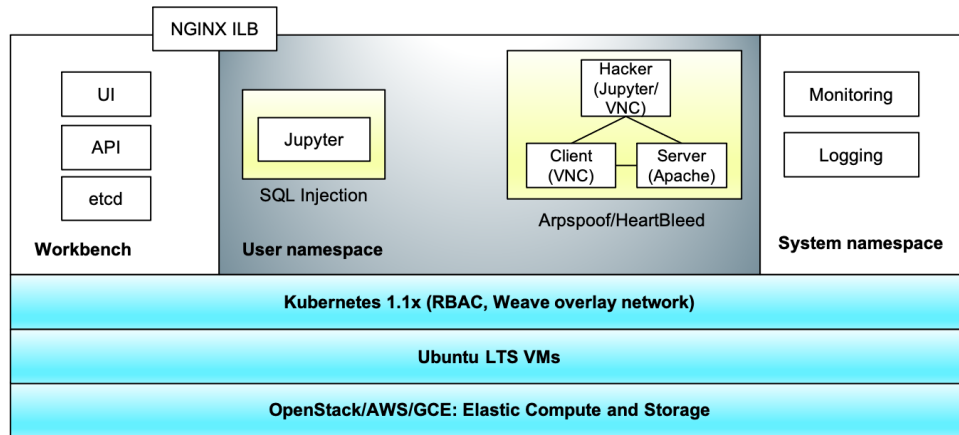 NGINX ILB
UI
API
etcd
Workbench
Jupyter
SQL Injection
User namespace
Hacker
(Jupyter/
VNC)
Client
(VNC)
Server
(Apache)
Arpspoof/HeartBleed
Monitoring
Logging
System namespace
Kubernetes 1.1x (RBAC, Weave overlay network)
Ubuntu LTS VMs
OpenStack/AWS/GCE: Elastic Compute and Storage